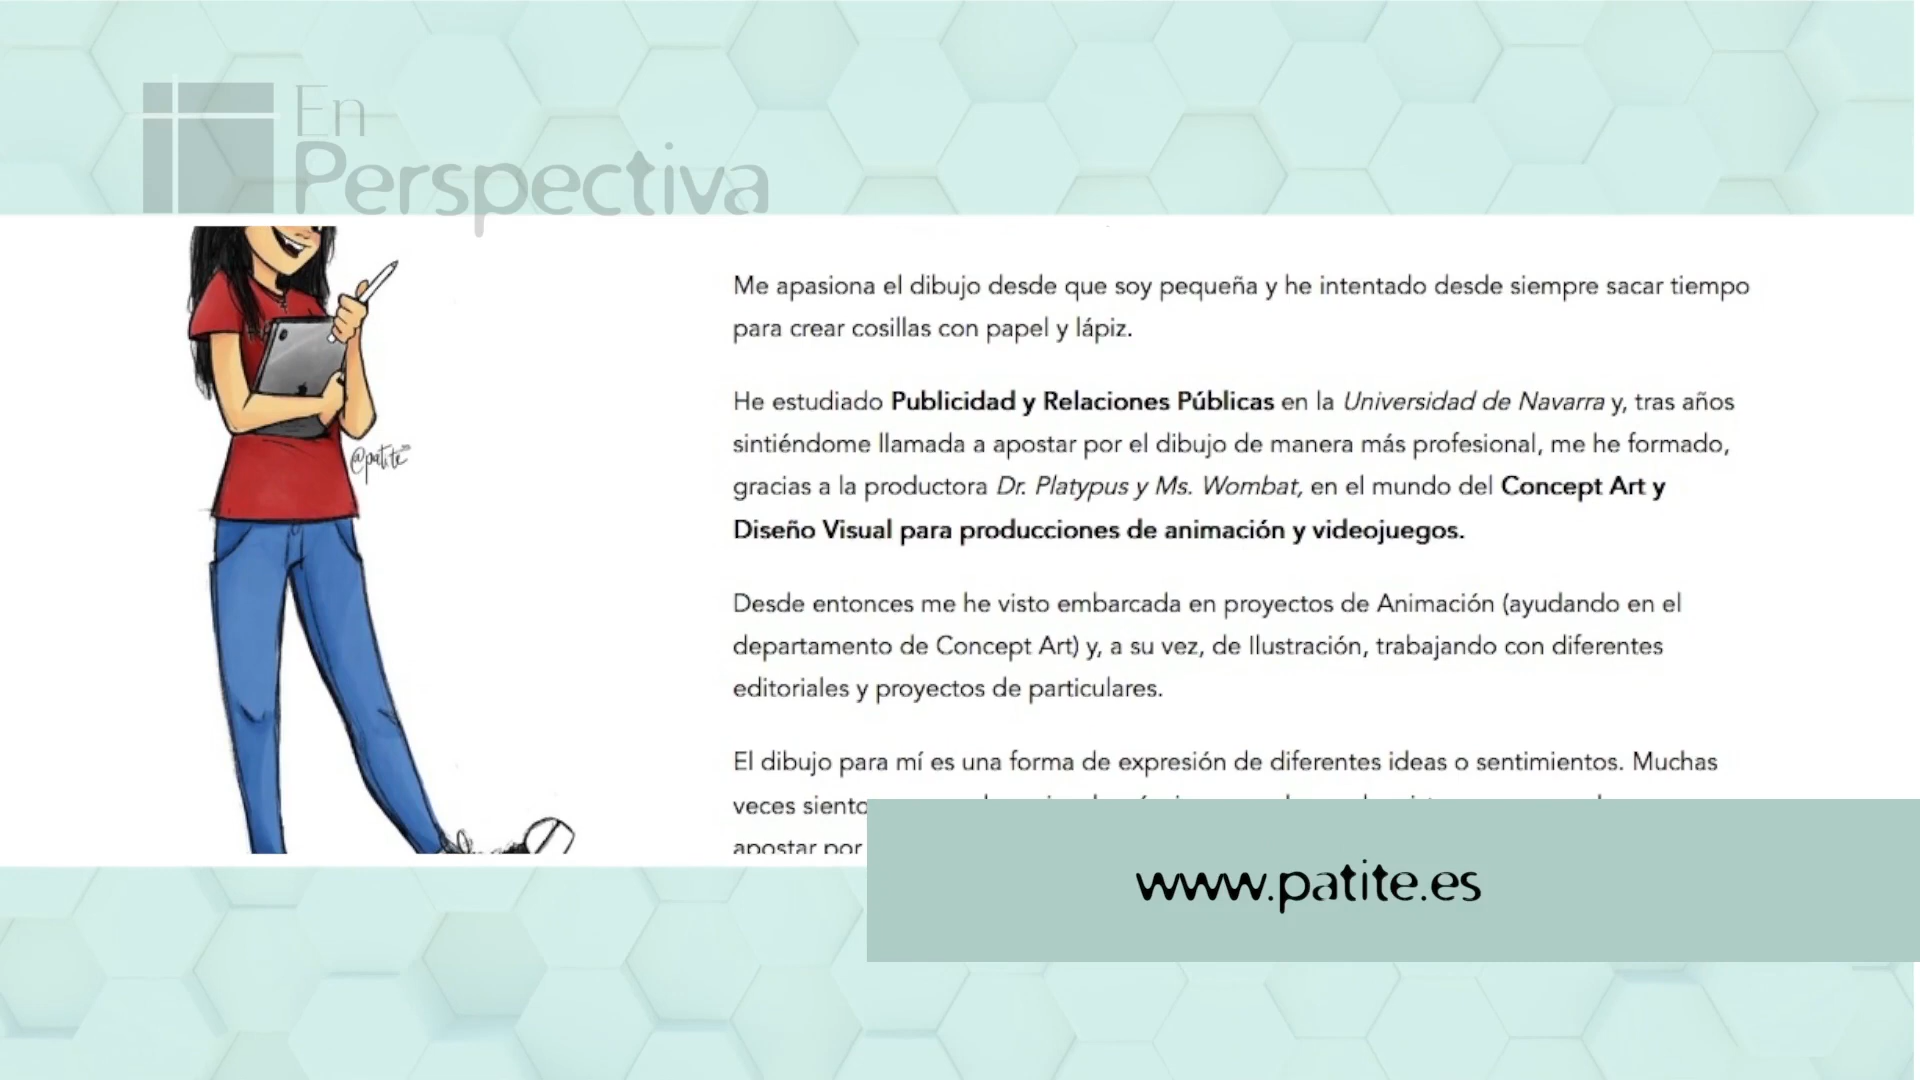 En
Perspectiva
Me apasiona el dibujo desde que soy pequeña y he intentado desde siempre sacar tiempo
para crear cosillas con papel y lápiz.
He estudiado Publicidad y Relaciones Públicas en la Universidad de Navarra y, tras años
sintiéndome llamada a apostar por el dibujo de manera más profesional, me he formado,
gracias a la productora Dr. Platypus y Ms. Wombat, en el mundo del Concept Art y
Diseño Visual para producciones de animación y videojuegos.
@patite
Desde entonces me he visto embarcada en proyectos de Animación (ayudando en el
departamento de Concept Art) y, a su vez, de Ilustración, trabajando con diferentes
editoriales y proyectos de particulares.
El dibujo para mí es una forma de expresión de diferentes ideas o sentimientos. Muchas
veces siento
apostar por
www.patite.es